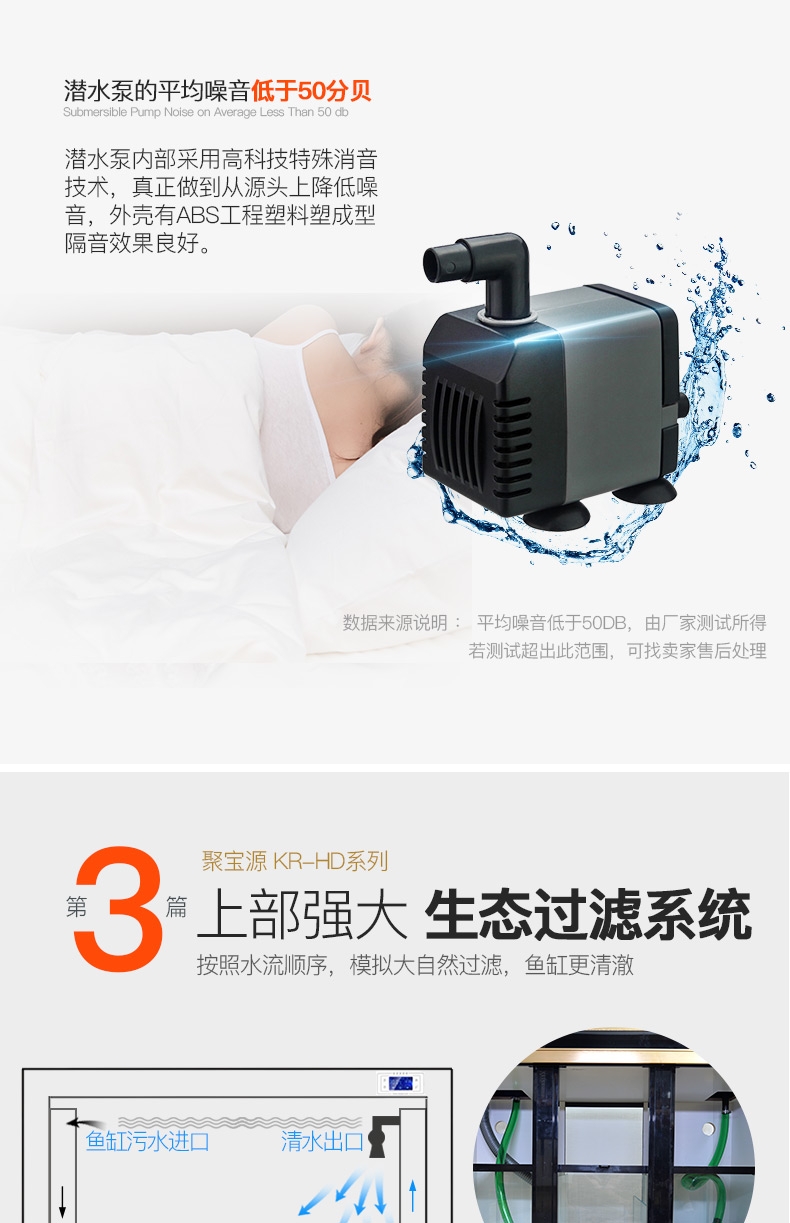 潜水泵的平均噪音低于50分贝
Submersible Pump Noise on Average Less Than 50 db
潜水泵内部采用高科技特殊消音
技术，真正做到从源头上降低噪
音，外壳有ABS工程塑料塑成型
隔音效果良好。
数据来源说明： 平均噪音低于50DB，由厂家测试所得
若测试超出此范围，可找卖家售后处理
第3篇
聚宝源 KR-HD系列
上部强大 生态过滤系统
按照水流顺序，模拟大自然过滤，鱼缸更清澈
鱼缸污水进口 清水出口